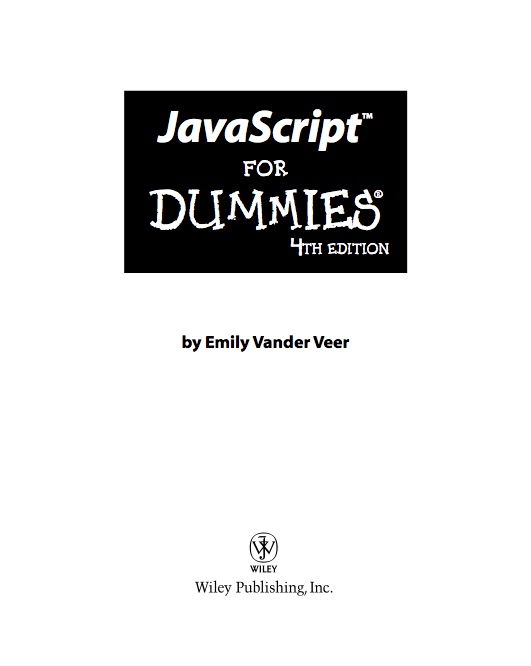 JavaScript™
FOR
DUMMIES®
4TH EDITION
by Emily Vander Veer
WILEY
Wiley Publishing, Inc.